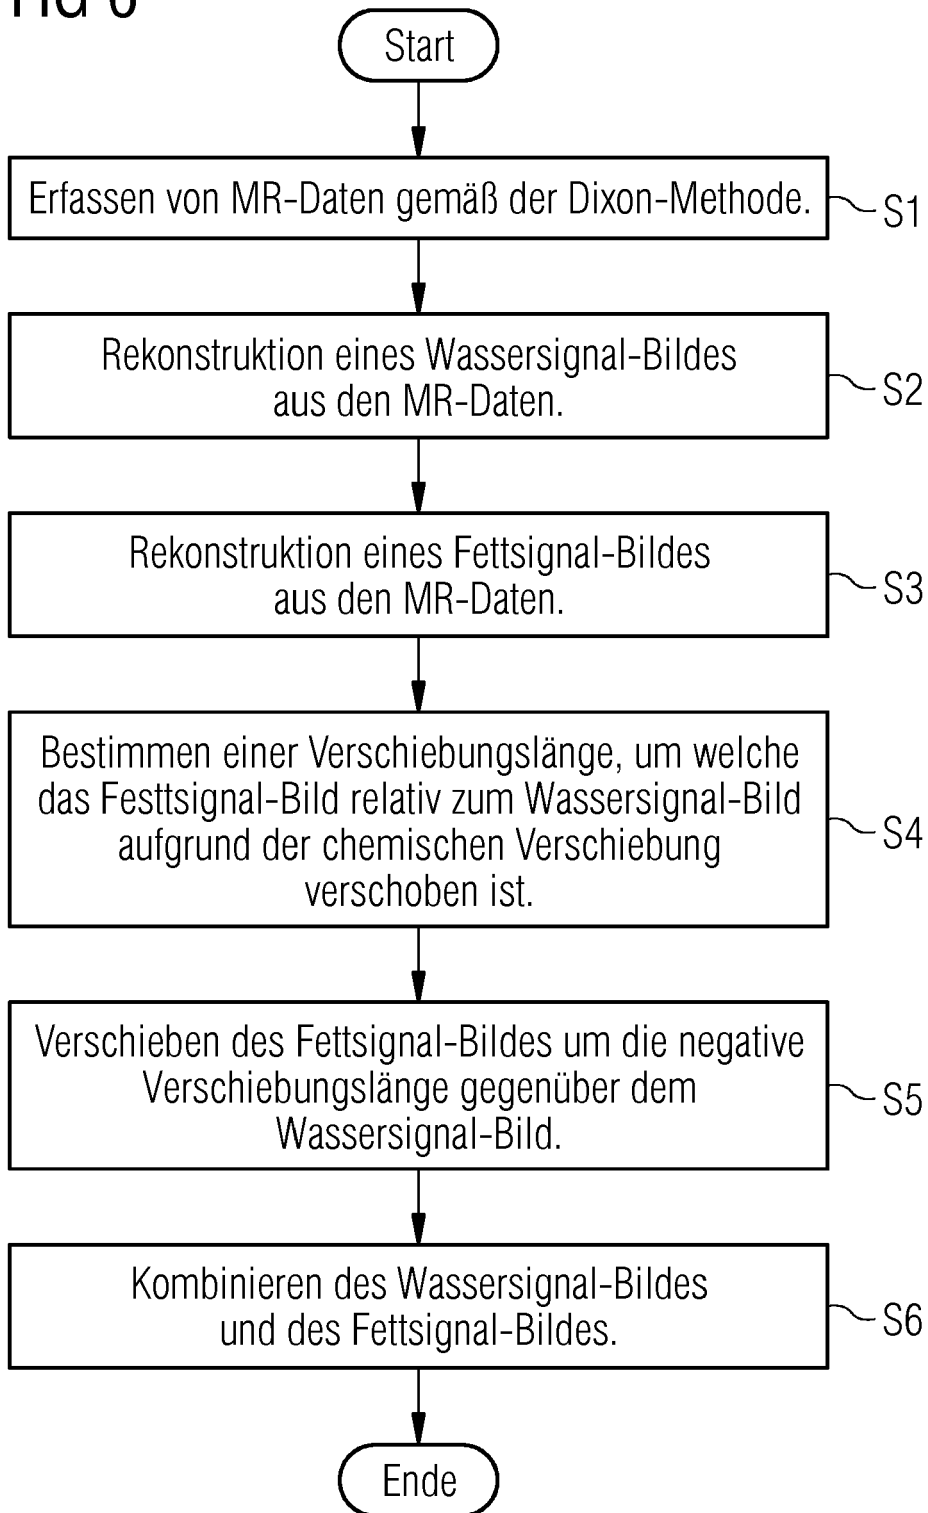 Start
Erfassen von MR-Daten gemäß der Dixon-Methode.
S1
Rekonstruktion eines Wassersignal-Bildes
aus den MR-Daten.
S2
Rekonstruktion eines Fettsignal-Bildes
aus den MR-Daten.
S3
Bestimmen einer Verschiebungslänge, um welche
das Festtsignal-Bild relativ zum Wassersignal-Bild
aufgrund der chemischen Verschiebung
verschoben ist.
S4
Verschieben des Fettsignal-Bildes um die negative
Verschiebungslänge gegenüber dem
Wassersignal-Bild.
S5
Kombinieren des Wassersignal-Bildes
und des Fettsignal-Bildes.
S6
Ende